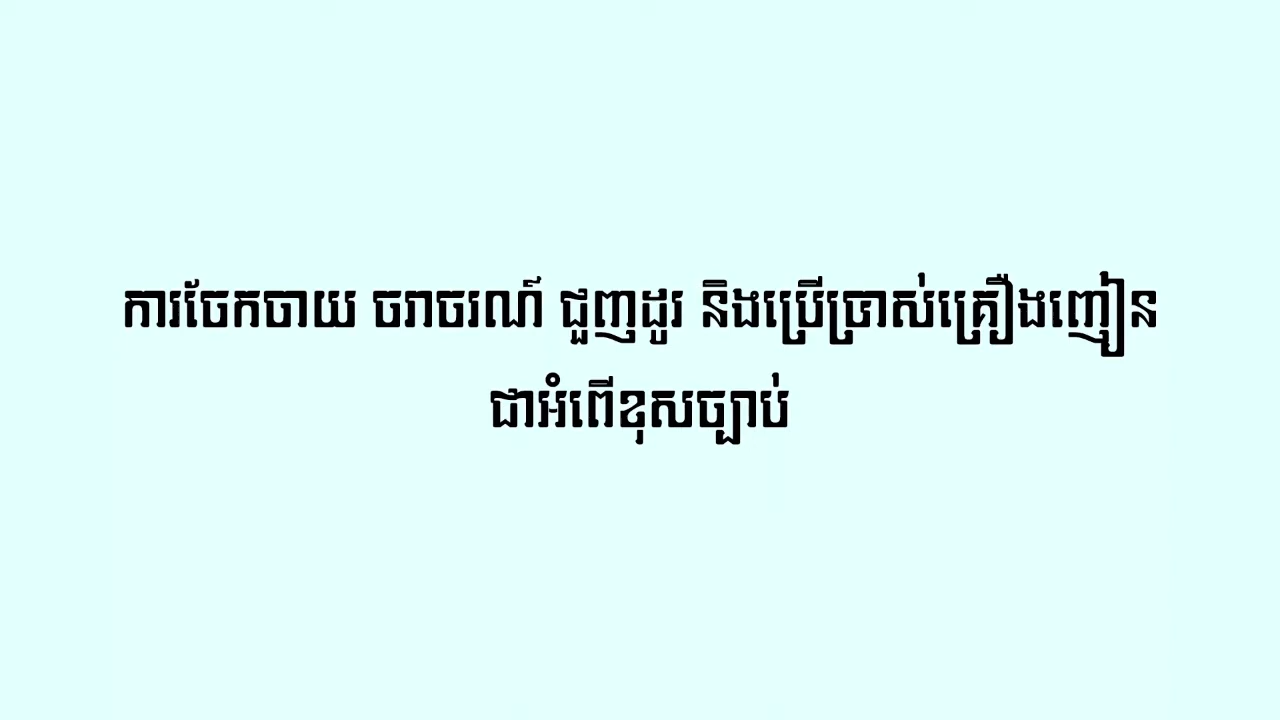 ការចែកចាយ ចរាចរណ៍ ជួញដូរ និងប្រើប្រាស់គ្រឿងញៀន
ជាអំពើខុសច្បាប់